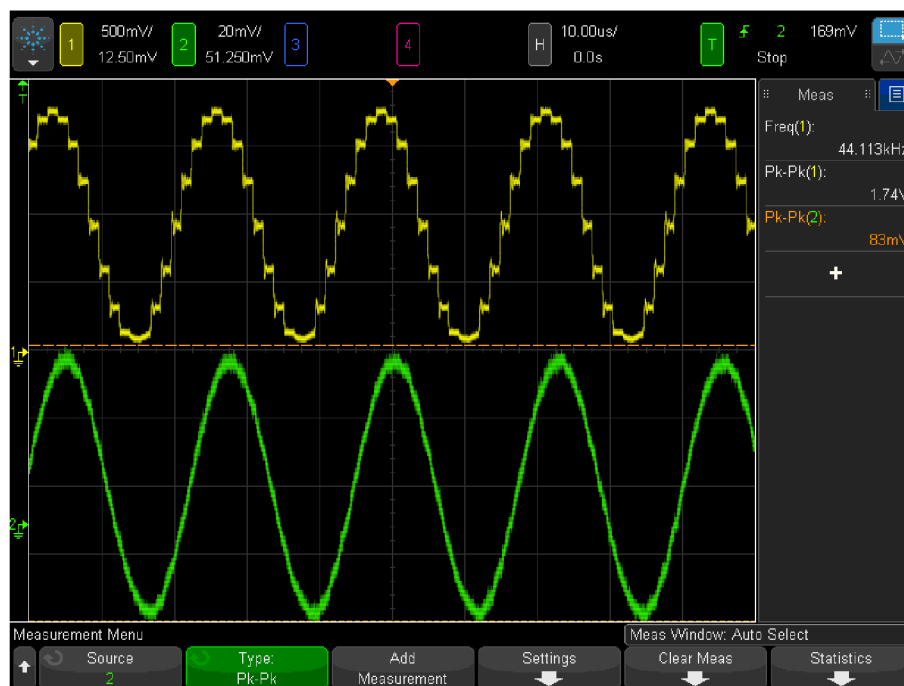 1 500mV/ 2 20mV/ 3 4 H 10.00us/ T 2 169mV
12.50mV 51.250mV 0.0s Stop
T
Meas
Freq(1):
44.113kHz
Pk-Pk(1):
1.74V
Pk-Pk(2):
83mV
+
1
2
Measurement Menu Meas Window: Auto Select
Source Type: Add Settings Clear Meas Statistics
2 Pk-Pk Measurement